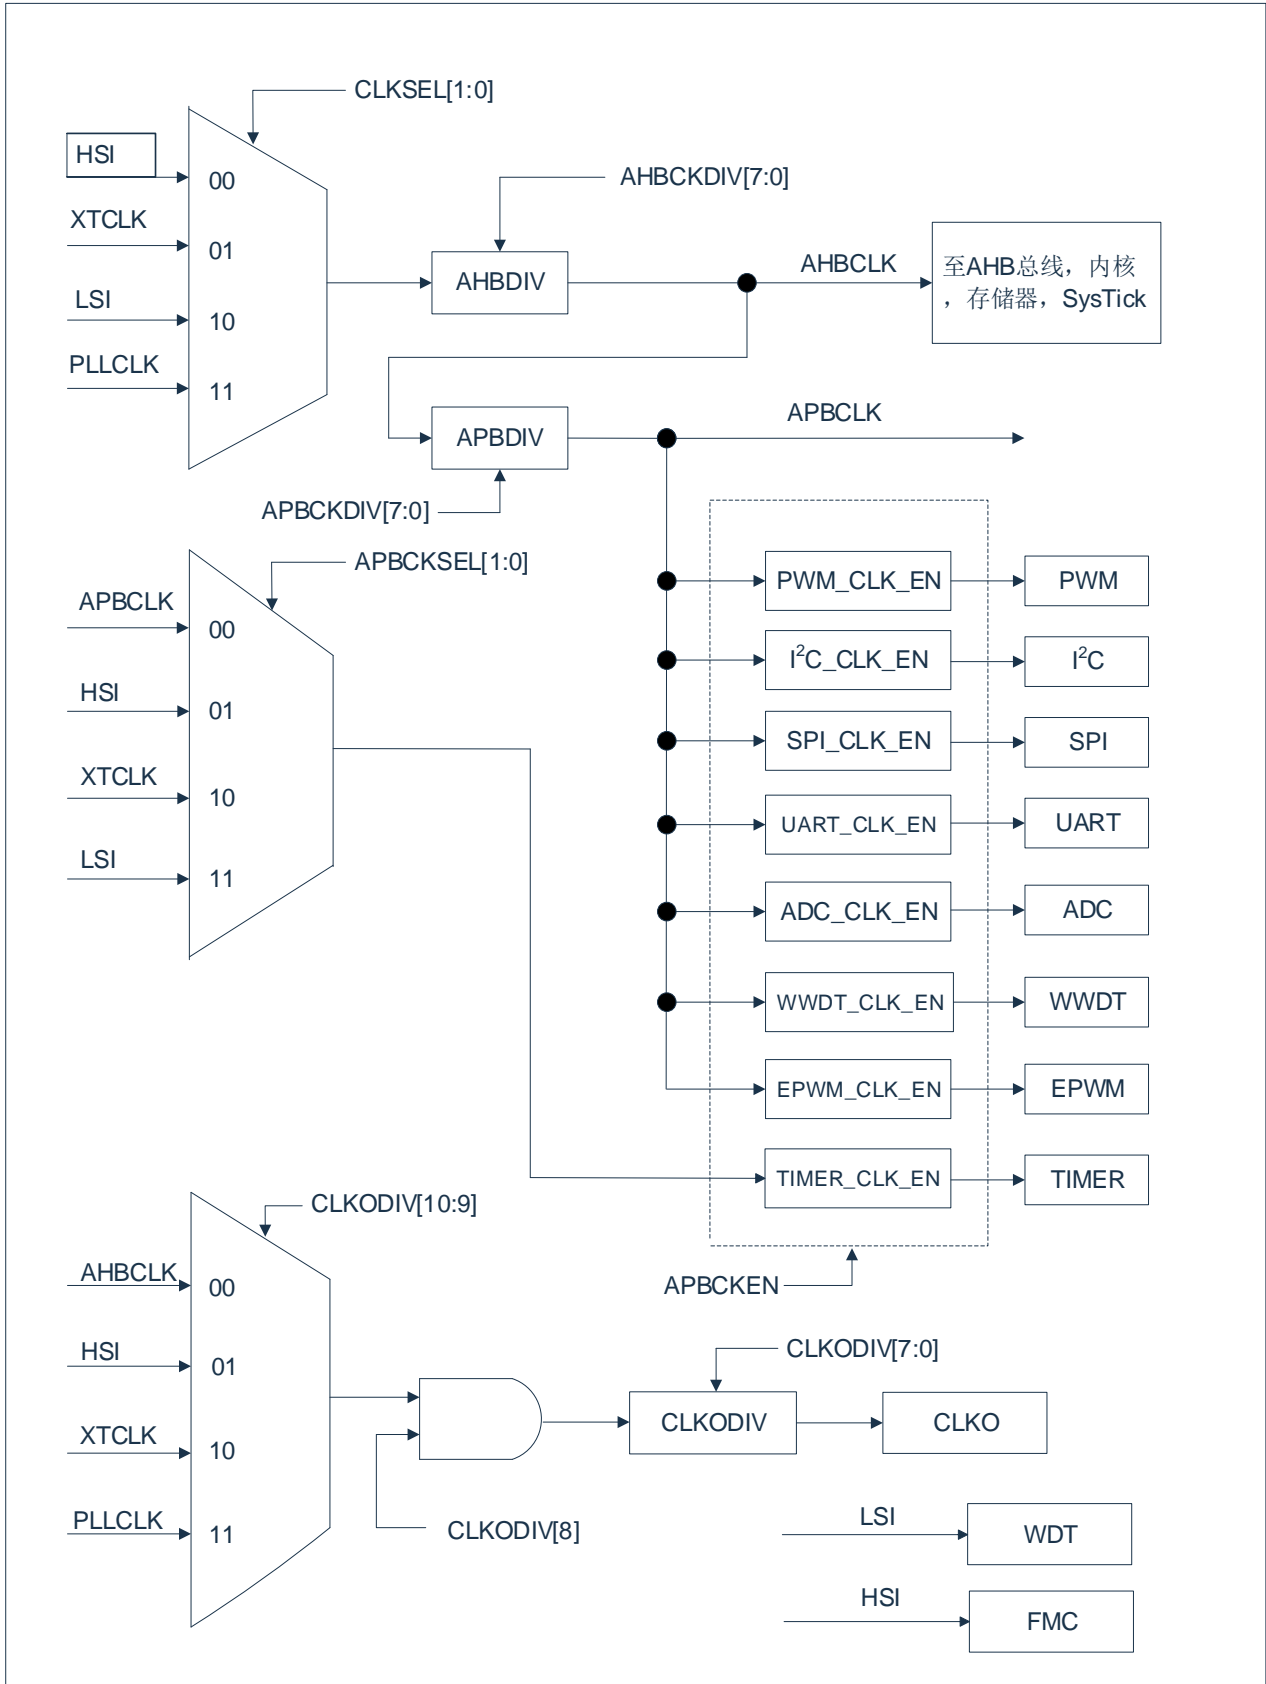 CLKSEL[1:0]
HSI
00
AHBCKDIV[7:0]
XTCLK
01
AHBDIV
AHBCLK
至AHB总线，内核
，存储器，SysTick
LSI
10
PLLCLK
11
APBDIV
APBCLK
APBCKDIV[7:0]
APBCKSEL[1:0]
APBCLK
00
HSI
01
XTCLK
10
LSI
11
PWM_CLK_EN
PWM
I²C_CLK_EN
I²C
SPI_CLK_EN
SPI
UART_CLK_EN
UART
ADC_CLK_EN
ADC
WWDT_CLK_EN
WWDT
EPWM_CLK_EN
EPWM
TIMER_CLK_EN
TIMER
APBCKEN
CLKODIV[10:9]
AHBCLK
00
HSI
01
XTCLK
10
PLLCLK
11
CLKODIV[8]
CLKODIV[7:0]
CLKODIV
CLKO
LSI
WDT
HSI
FMC